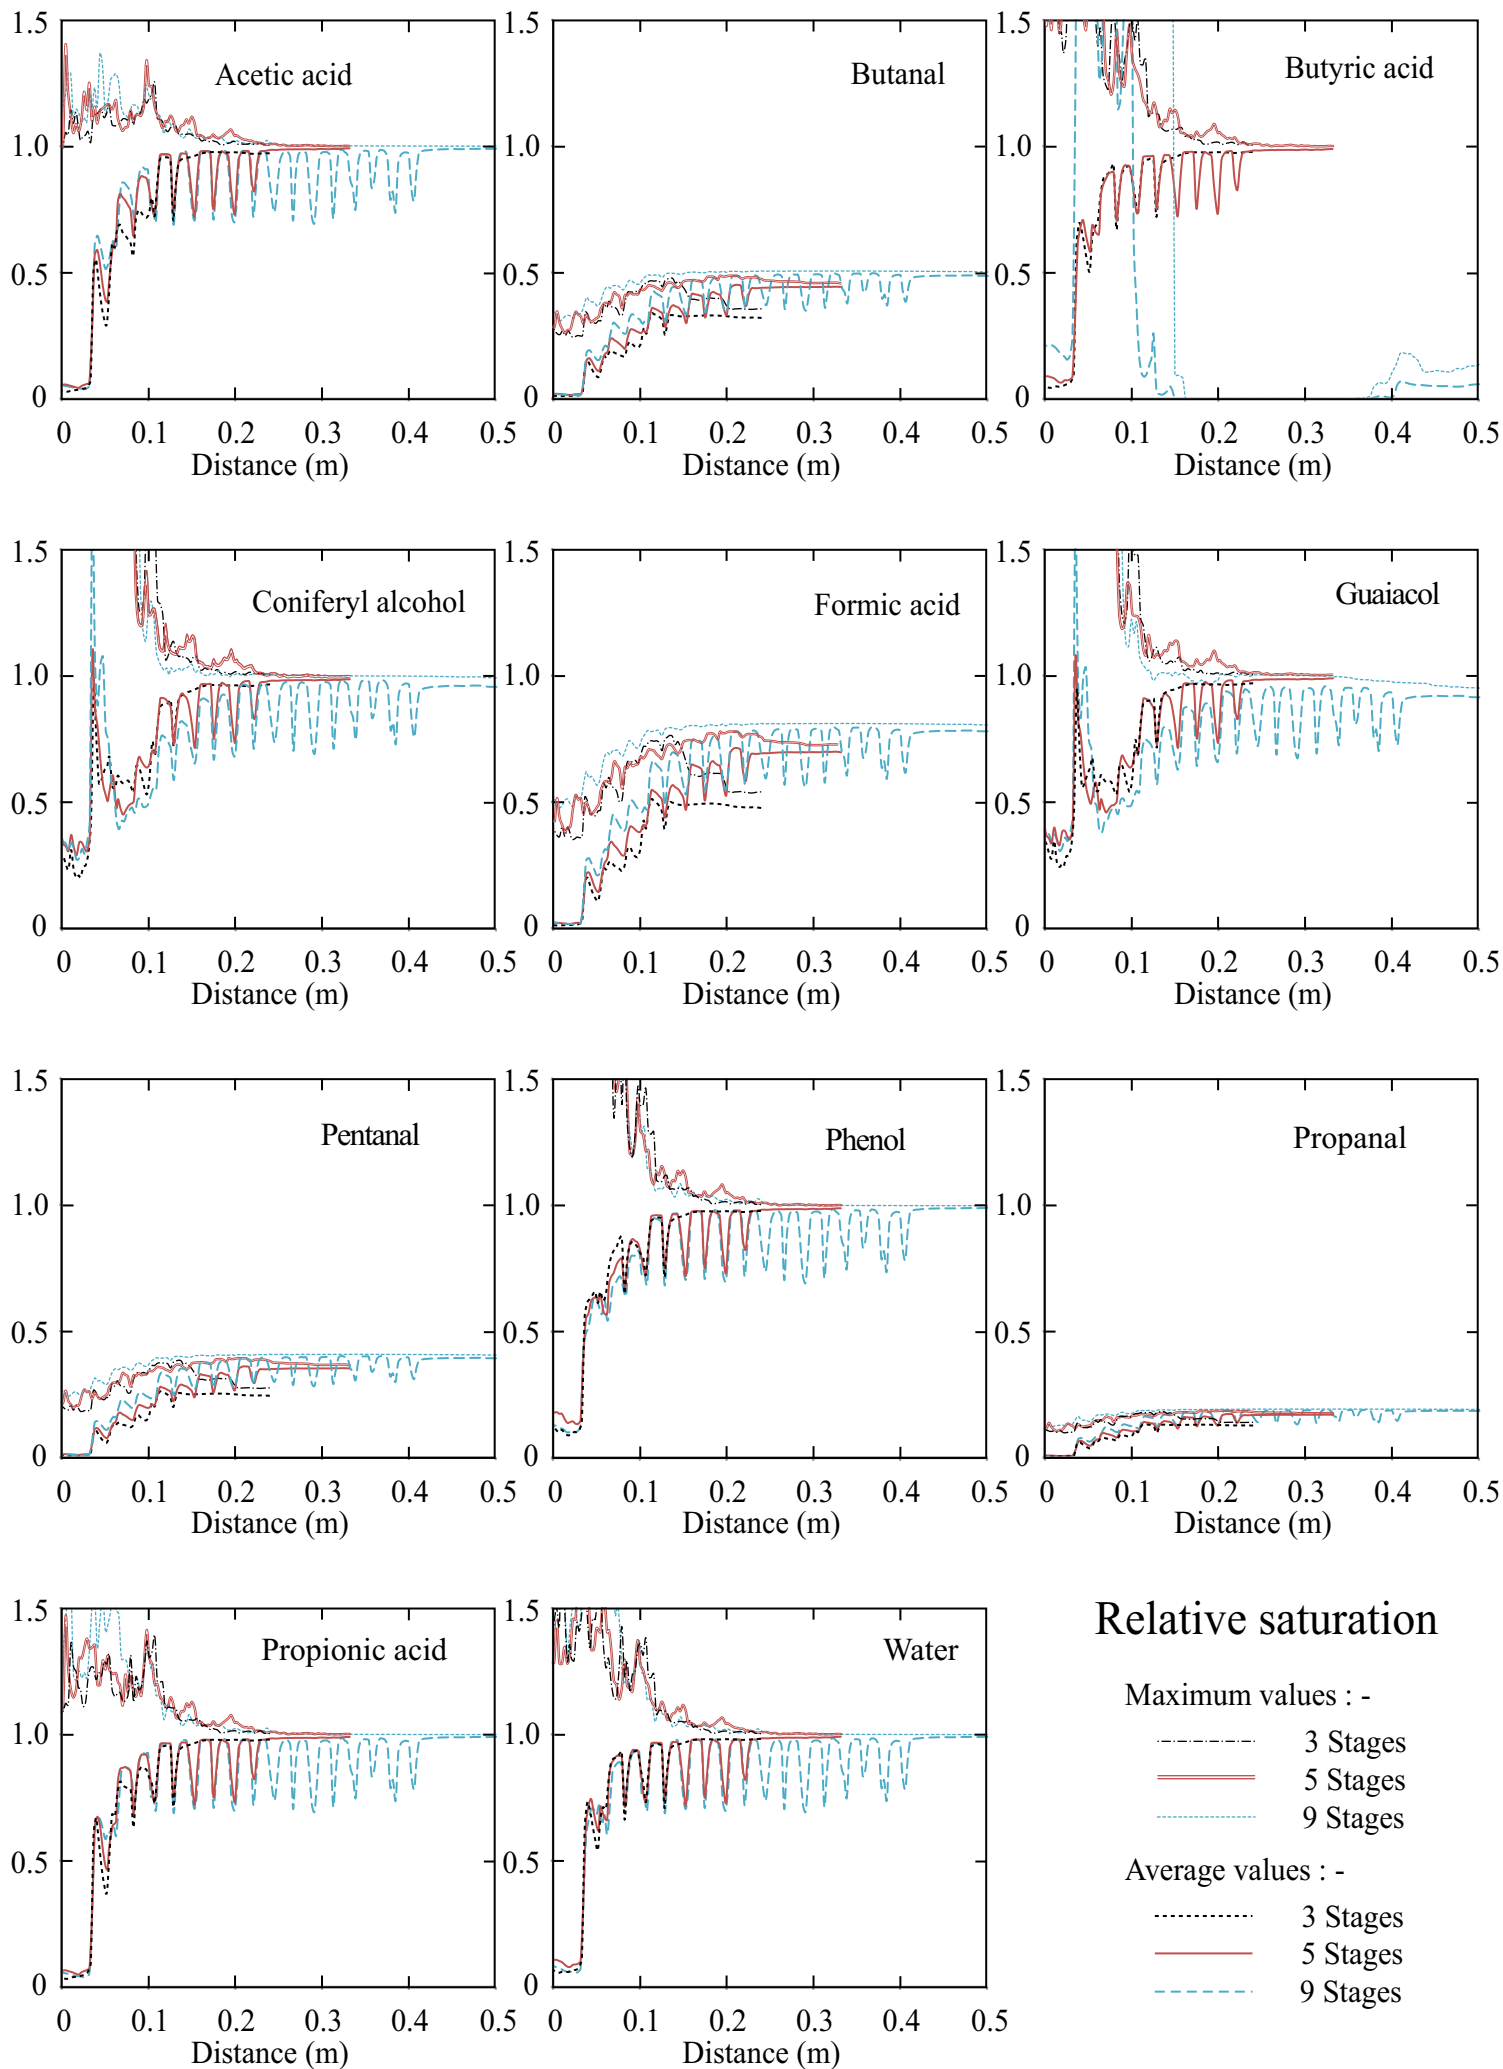 1.5 1.5 1.5
Acetic acid Butanal Butyric acid
1.0 1.0 1.0
0.5 0.5 0.5
0 0 0
0 0.1 0.2 0.3 0.4 0.5 0 0.1 0.2 0.3 0.4 0.5 0 0.1 0.2 0.3 0.4 0.5
Distance (m) Distance (m) Distance (m)
1.5 1.5 1.5
Coniferyl alcohol Formic acid Guaiacol
1.0 1.0 1.0
0.5 0.5 0.5
0 0 0
0 0.1 0.2 0.3 0.4 0.5 0 0.1 0.2 0.3 0.4 0.5 0 0.1 0.2 0.3 0.4 0.5
Distance (m) Distance (m) Distance (m)
1.5 1.5 1.5
Pentanal Phenol Propanal
1.0 1.0 1.0
0.5 0.5 0.5
0 0 0
0 0.1 0.2 0.3 0.4 0.5 0 0.1 0.2 0.3 0.4 0.5 0 0.1 0.2 0.3 0.4 0.5
Distance (m) Distance (m) Distance (m)
1.5 1.5
Propionic acid Water
1.0 1.0
0.5 0.5
0 0
0 0.1 0.2 0.3 0.4 0.5 0 0.1 0.2 0.3 0.4 0.5
Distance (m) Distance (m)
Relative saturation
Maximum values : -
3 Stages
5 Stages
9 Stages
Average values : -
3 Stages
5 Stages
9 Stages